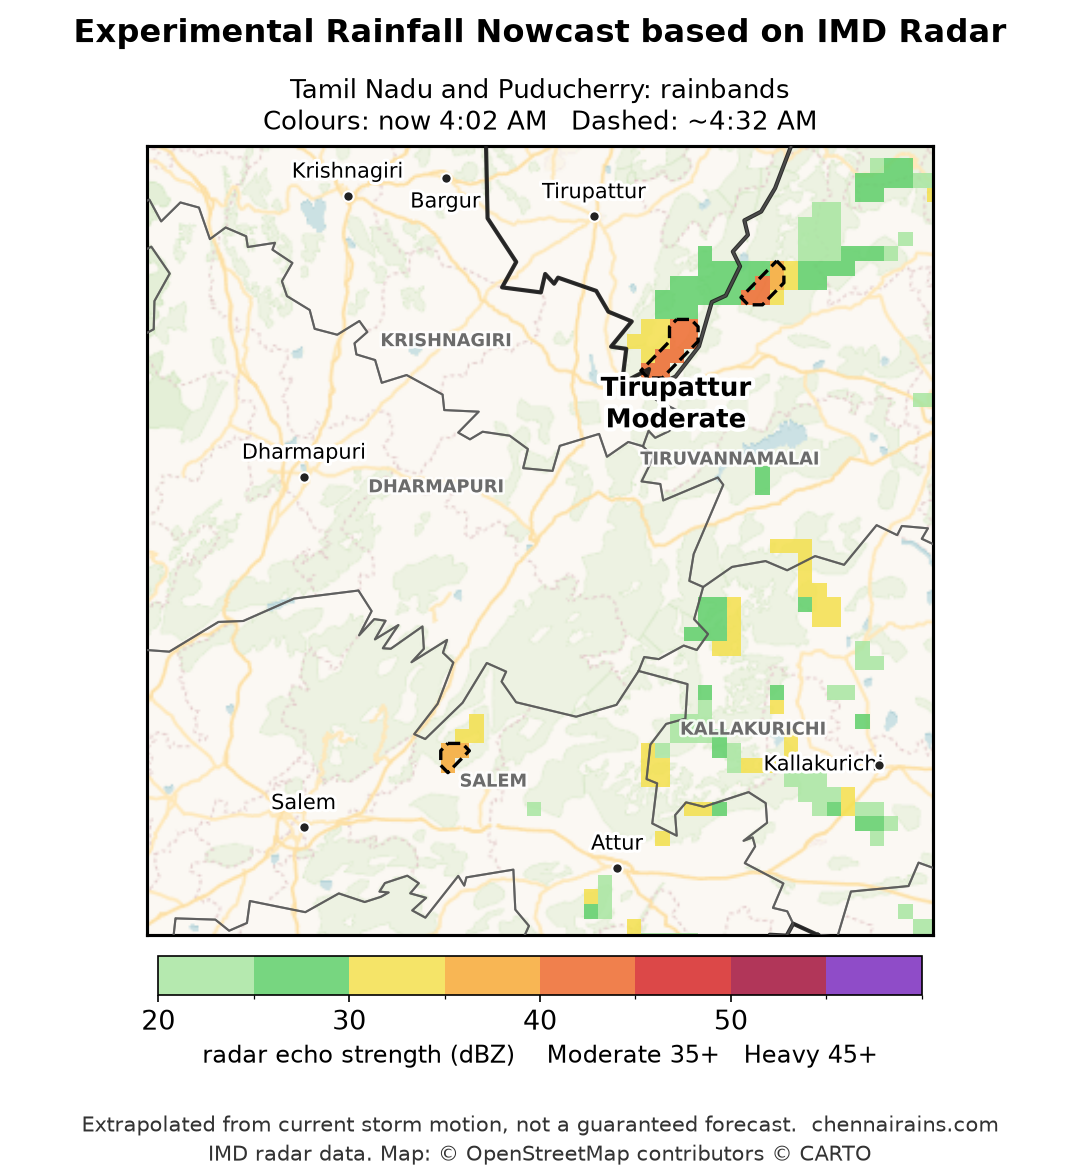 Experimental Rainfall Nowcast based on IMD Radar
Tamil Nadu and Puducherry: rainbands
Colours: now 4:02 AM   Dashed: ~4:32 AM
Krishnagiri
Bargur
Tirupattur
KRISHNAGIRI
Tirupattur
Moderate
Dharmapuri
TIRUVANNAMALAI
DHARMAPURI
KALLAKURICHI
Kallakurichi
SALEM
Salem
Attur
20 30 40 50
radar echo strength (dBZ)    Moderate 35+   Heavy 45+
Extrapolated from current storm motion, not a guaranteed forecast.  chennairains.com
IMD radar data. Map: © OpenStreetMap contributors © CARTO